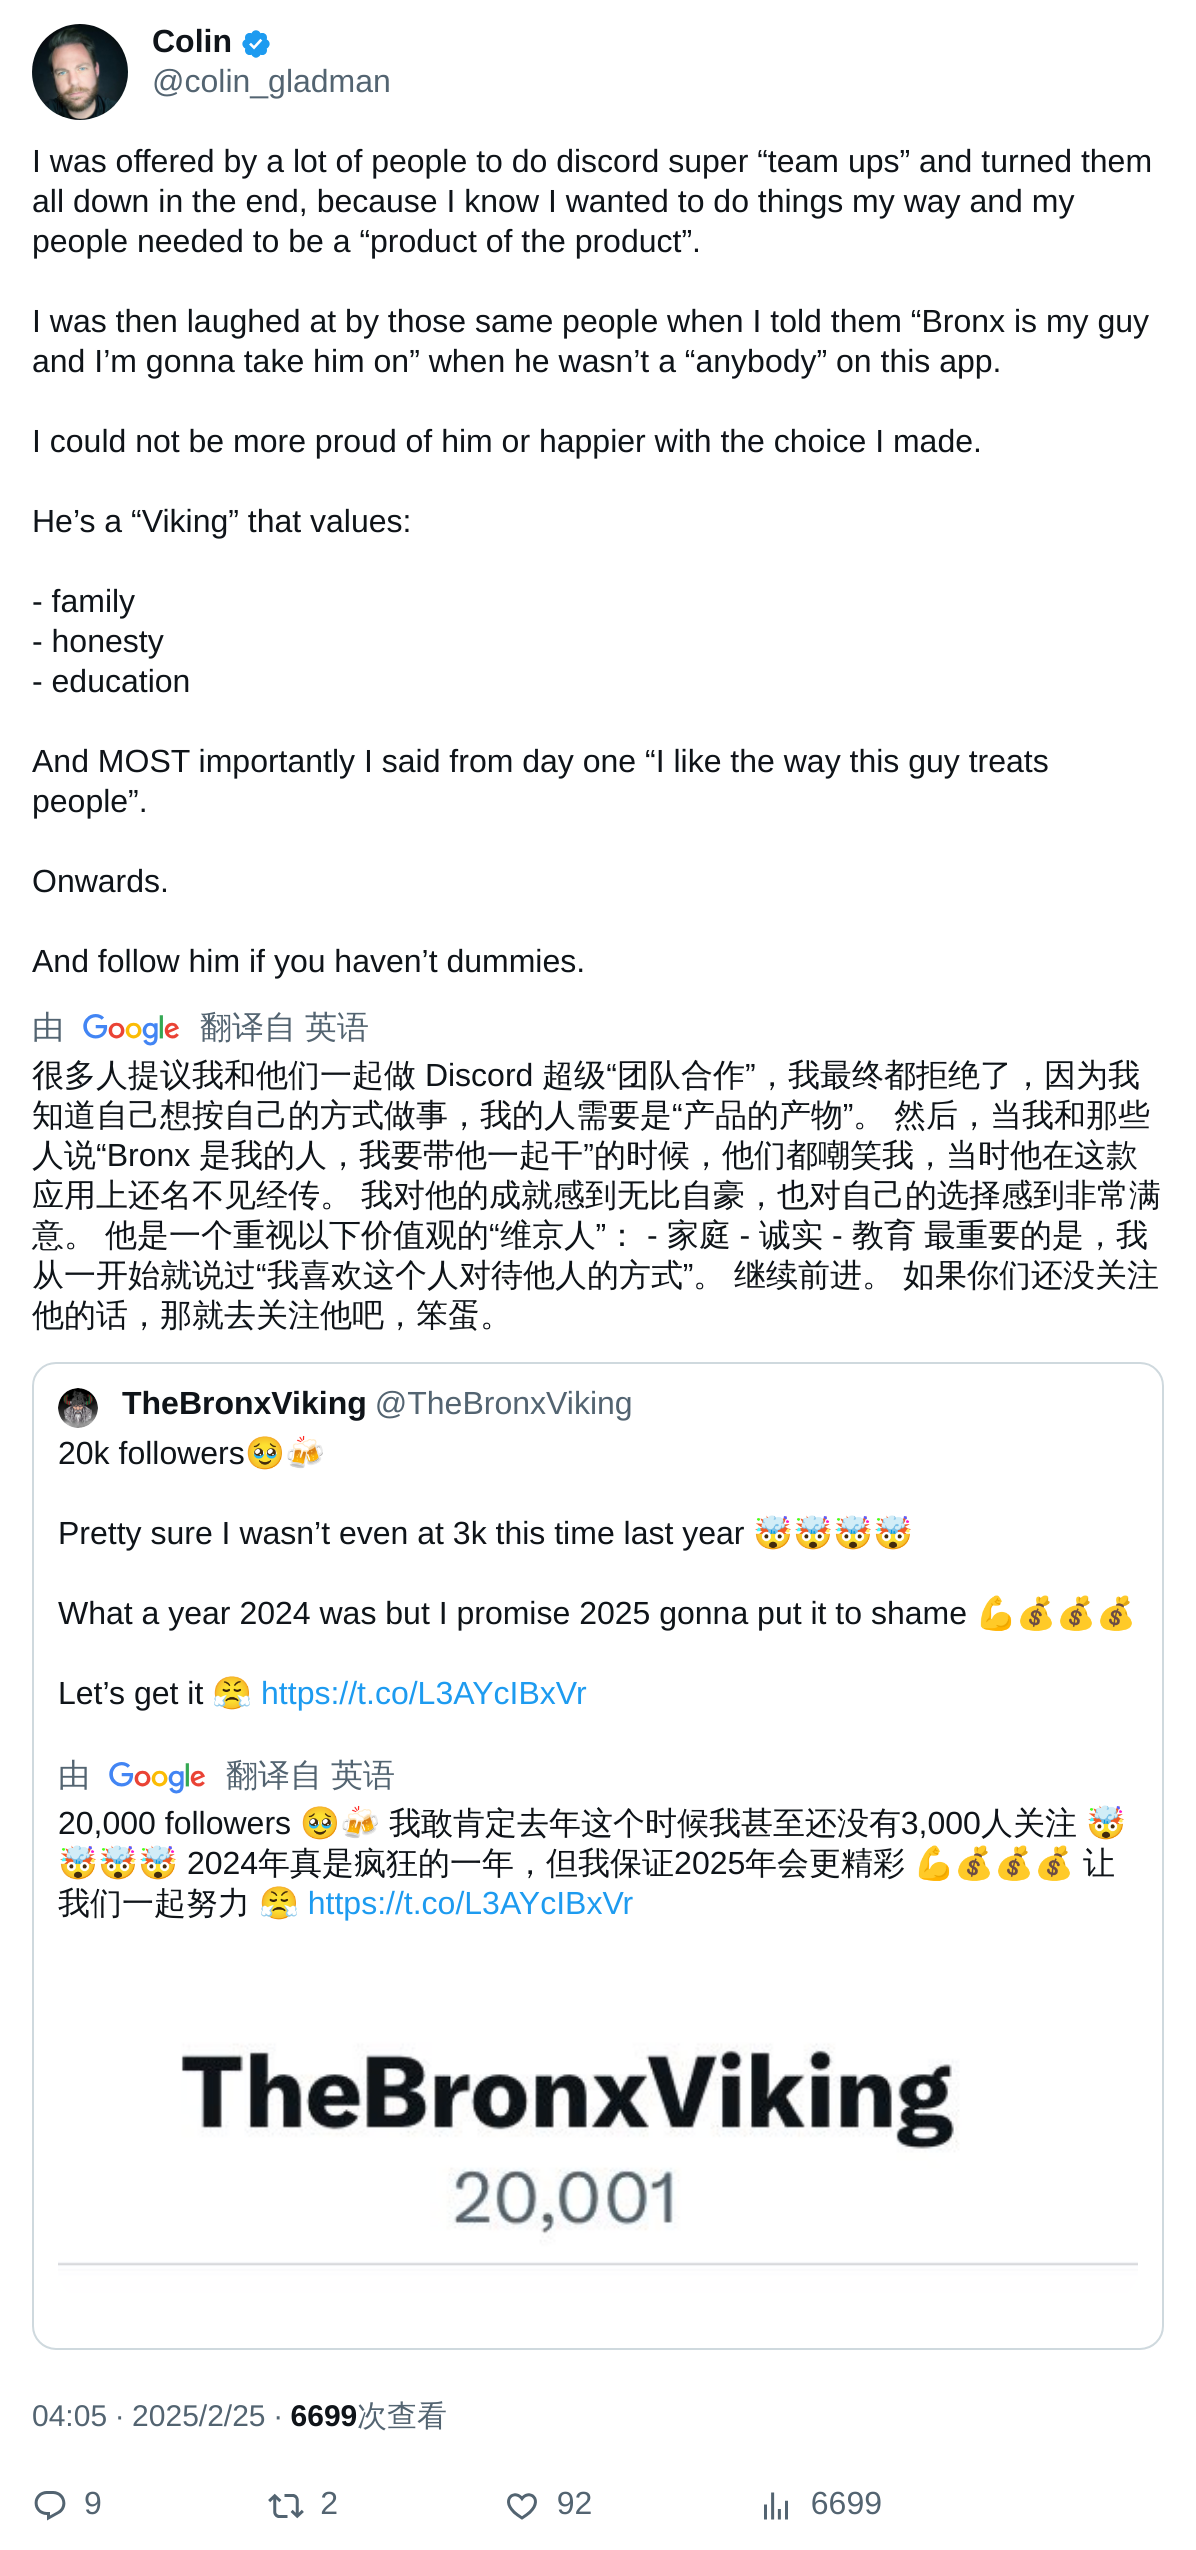 Colin
@colin_gladman
I was offered by a lot of people to do discord super “team ups” and turned them
all down in the end, because I know I wanted to do things my way and my
people needed to be a “product of the product”.
I was then laughed at by those same people when I told them “Bronx is my guy
and I’m gonna take him on” when he wasn’t a “anybody” on this app.
I could not be more proud of him or happier with the choice I made.
He’s a “Viking” that values:
- family
- honesty
- education
And MOST importantly I said from day one “I like the way this guy treats
people”.
Onwards.
And follow him if you haven’t dummies.
由 Google 翻译自 英语
很多人提议我和他们一起做 Discord 超级“团队合作”，我最终都拒绝了，因为我
知道自己想按自己的方式做事，我的人需要是“产品的产物”。 然后，当我和那些
人说“Bronx 是我的人，我要带他一起干”的时候，他们都嘲笑我，当时他在这款
应用上还名不见经传。 我对他的成就感到无比自豪，也对自己的选择感到非常满
意。 他是一个重视以下价值观的“维京人”： - 家庭 - 诚实 - 教育 最重要的是，我
从一开始就说过“我喜欢这个人对待他人的方式”。 继续前进。 如果你们还没关注
他的话，那就去关注他吧，笨蛋。
TheBronxViking @TheBronxViking
20k followers🥹🍻
Pretty sure I wasn’t even at 3k this time last year 🤯🤯🤯🤯
What a year 2024 was but I promise 2025 gonna put it to shame 💪💰💰💰
Let’s get it 😤 https://t.co/L3AYcIBxVr
由 Google 翻译自 英语
20,000 followers 🥹🍻 我敢肯定去年这个时候我甚至还没有3,000人关注 🤯
🤯🤯🤯 2024年真是疯狂的一年，但我保证2025年会更精彩 💪💰💰💰 让
我们一起努力 😤 https://t.co/L3AYcIBxVr
TheBronxViking
20,001
04:05 · 2025/2/25 · 6699次查看
9 2 92 6699